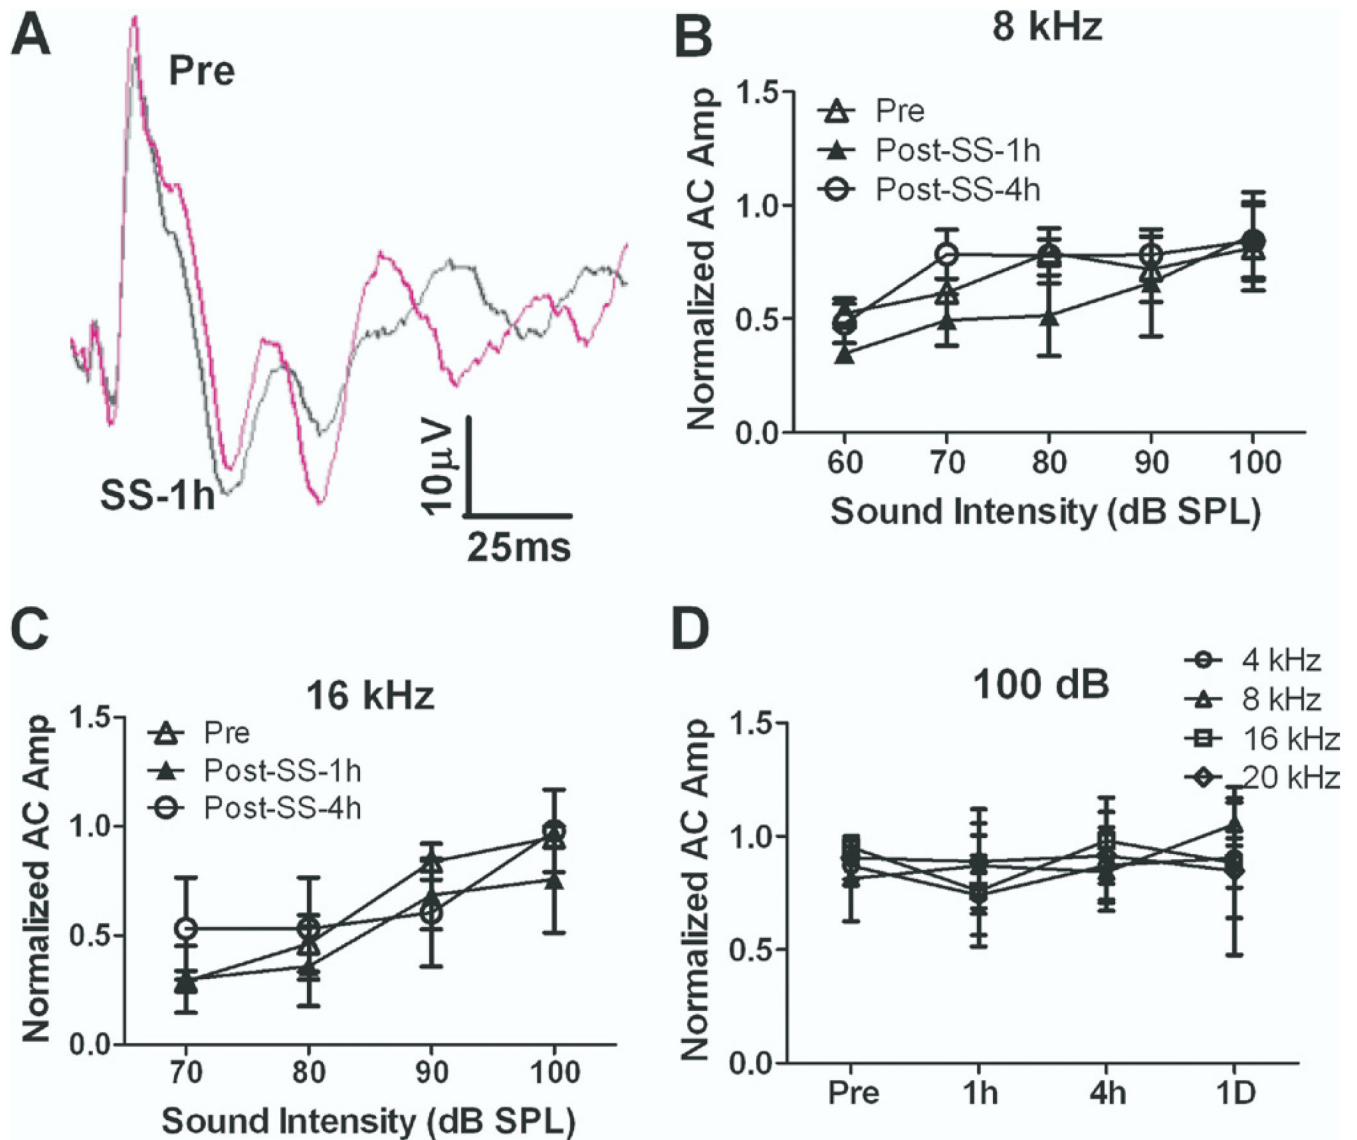 A
Pre
SS-1h
10μV
25ms
B
8 kHz
Normalized AC Amp
1.5
1.0
0.5
0.0
Pre
Post-SS-1h
Post-SS-4h
60 70 80 90 100
Sound Intensity (dB SPL)
C
16 kHz
Normalized AC Amp
1.5
1.0
0.5
0.0
Pre
Post-SS-1h
Post-SS-4h
70 80 90 100
Sound Intensity (dB SPL)
D
100 dB
4 kHz
8 kHz
16 kHz
20 kHz
Normalized AC Amp
1.5
1.0
0.5
0.0
Pre 1h 4h 1D